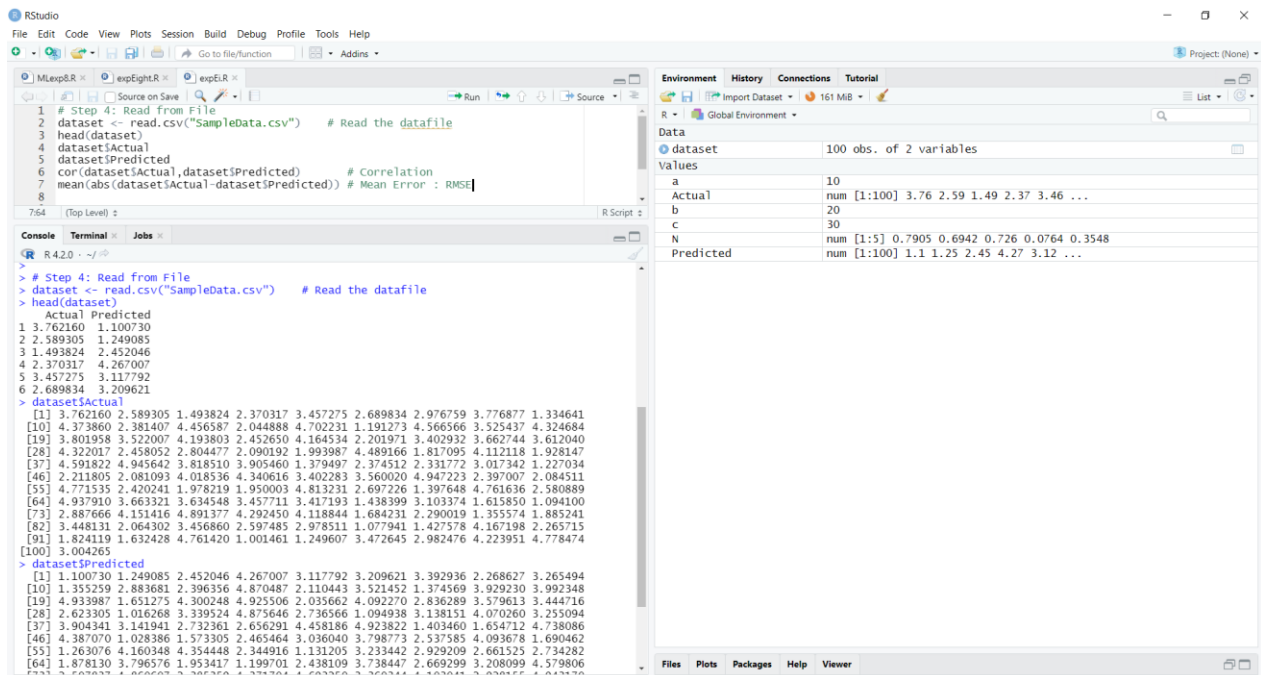 RStudio
File Edit Code View Plots Session Build Debug Profile Tools Help
Go to file/function Addins Project: (None)
MLexp8.R expEight.R expEi.R
Source on Save Run Source
1 # Step 4: Read from File
2 dataset <- read.csv("SampleData.csv") # Read the datafile
3 head(dataset)
4 dataset$Actual
5 dataset$Predicted
6 cor(dataset$Actual,dataset$Predicted) # Correlation
7 mean(abs(dataset$Actual-dataset$Predicted)) # Mean Error : RMSE
8
7:64 (Top Level) R Script
Console Terminal Jobs
R 4.2.0 · ~/
>
> # Step 4: Read from File
> dataset <- read.csv("SampleData.csv") # Read the datafile
> head(dataset)
Actual Predicted
1 3.762160 1.100730
2 2.589305 1.249085
3 1.493824 2.452046
4 2.370317 4.267007
5 3.457275 3.117792
6 2.689834 3.209621
> dataset$Actual
[1] 3.762160 2.589305 1.493824 2.370317 3.457275 2.689834 2.976759 3.776877 1.334641
[10] 4.373860 2.381407 4.456587 2.044888 4.702231 1.191273 4.566566 3.525437 4.324684
[19] 3.801958 3.522007 4.193803 2.452650 4.164534 2.201971 3.402932 3.662744 3.612040
[28] 4.322017 2.458052 2.804477 2.090192 1.993987 4.489166 1.817095 4.112118 1.928147
[37] 4.591822 4.945642 3.818510 3.905460 1.379497 2.374512 2.331772 3.017342 1.227034
[46] 2.211805 2.081093 4.018536 4.340616 3.402283 3.560020 4.947223 2.397007 2.084511
[55] 4.771535 2.420241 1.978219 1.950003 4.813231 2.697226 1.397648 4.761636 2.580889
[64] 4.937910 3.663321 3.634548 3.457711 3.417193 1.438399 3.103374 1.615850 1.094100
[73] 2.887666 4.151416 4.891377 4.292450 4.118844 1.684231 2.290019 1.355574 1.885241
[82] 3.448131 2.064302 3.456860 2.597485 2.978511 1.077941 1.427578 4.167198 2.265715
[91] 1.824119 1.632428 4.761420 1.001461 1.249607 3.472645 2.982476 4.223951 4.778474
[100] 3.004265
> dataset$Predicted
[1] 1.100730 1.249085 2.452046 4.267007 3.117792 3.209621 3.392936 2.268627 3.265494
[10] 1.355259 2.883681 2.396356 4.870487 2.110443 3.521452 1.374569 3.929230 3.992348
[19] 4.933987 1.651275 4.300248 4.925506 2.035662 4.092270 2.836289 3.579613 3.444716
[28] 2.623305 1.016268 3.339524 4.875646 2.736566 1.094938 3.138151 4.070260 3.255094
[37] 3.904341 3.141941 2.732361 2.656291 4.458186 4.923822 1.403460 1.654712 4.738086
[46] 4.387070 1.028386 1.573305 2.465464 3.036040 3.798773 2.537585 4.093678 1.690462
[55] 1.263076 4.160348 4.354448 2.344916 1.131205 3.233442 2.929209 2.661525 2.734282
[64] 1.878130 3.796576 1.953417 1.199701 2.438109 3.738447 2.669299 3.208099 4.579806
Environment History Connections Tutorial
Import Dataset 161 MiB List
R Global Environment
Data
dataset 100 obs. of 2 variables
Values
a 10
Actual num [1:100] 3.76 2.59 1.49 2.37 3.46 ...
b 20
c 30
N num [1:5] 0.7905 0.6942 0.726 0.0764 0.3548
Predicted num [1:100] 1.1 1.25 2.45 4.27 3.12 ...
Files Plots Packages Help Viewer